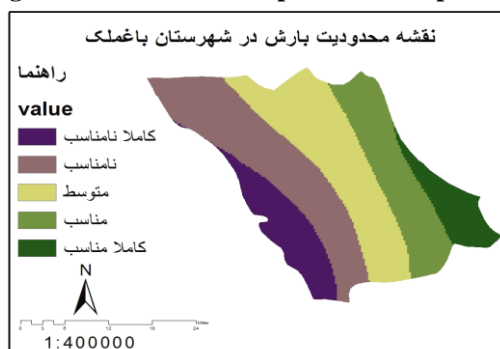 نقشه محدودیت بارش در شهرستان باغملک
راهنما
value
کاملا نامناسب
نامناسب
متوسط
مناسب
کاملا مناسب
N
1:400000